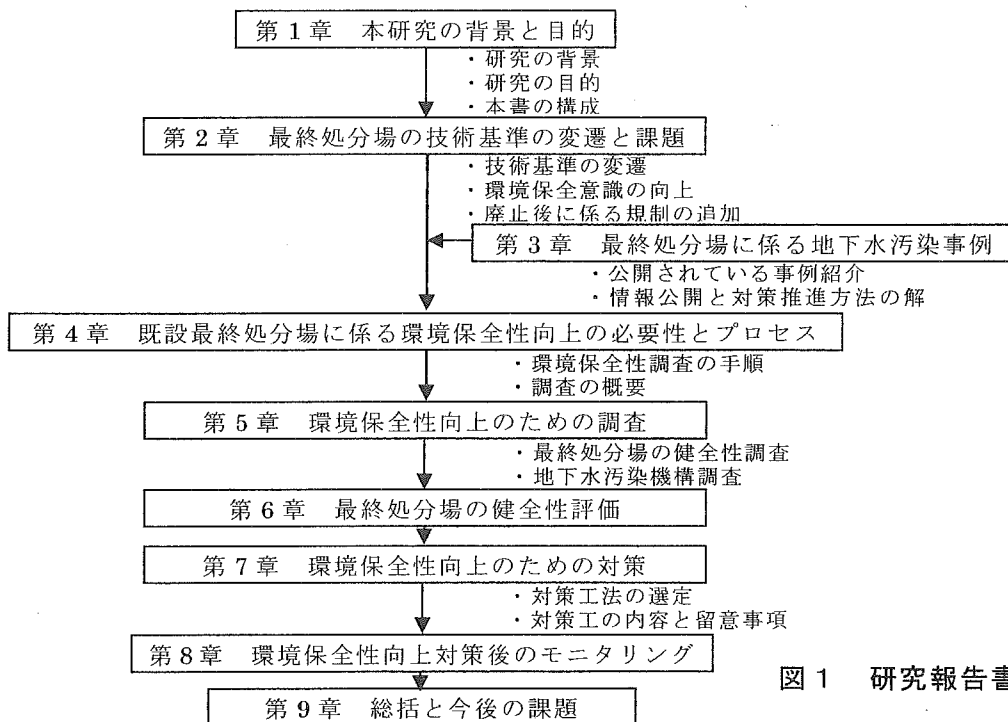 第1章 本研究の背景と目的
・研究の背景
・研究の目的
・本書の構成
第2章 最終処分場の技術基準の変遷と課題
・技術基準の変遷
・環境保全意識の向上
・廃止後に係る規制の追加
第3章 最終処分場に係る地下水汚染事例
・公開されている事例紹介
・情報公開と対策推進方法の解
第4章 既設最終処分場に係る環境保全性向上の必要性とプロセス
・環境保全性調査の手順
・調査の概要
第5章 環境保全性向上のための調査
・最終処分場の健全性調査
・地下水汚染機構調査
第6章 最終処分場の健全性評価
第7章 環境保全性向上のための対策
・対策工法の選定
・対策工の内容と留意事項
第8章 環境保全性向上対策後のモニタリング
図1 研究報告書
第9章 総括と今後の課題